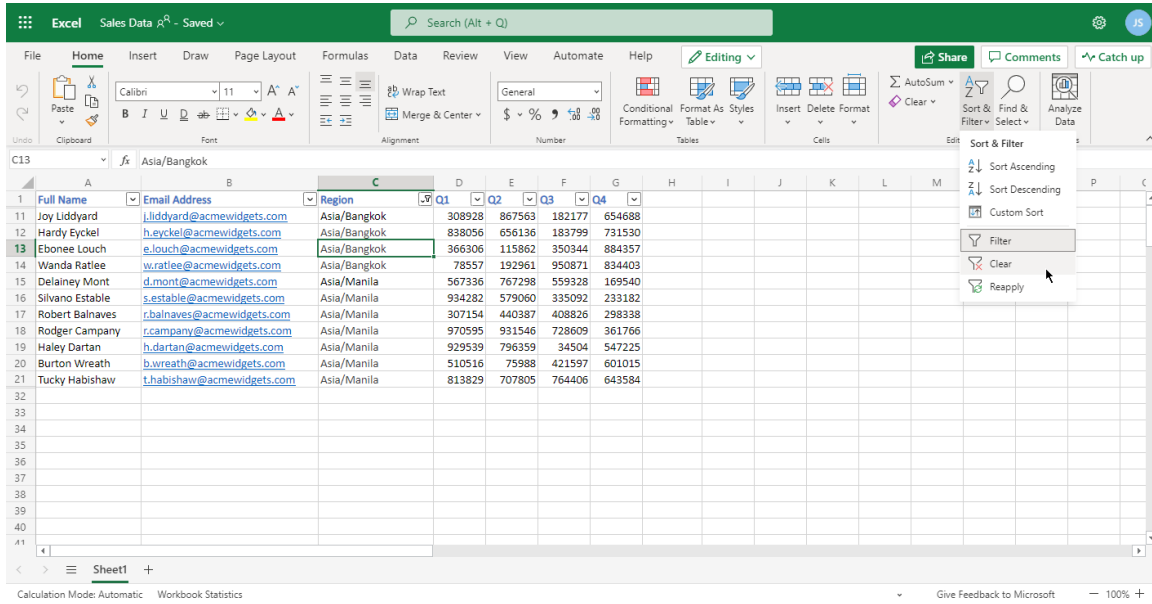 Excel Sales Data - Saved Search (Alt + Q) JS
File Home Insert Draw Page Layout Formulas Data Review View Automate Help Editing Share Comments Catch up
Paste Calibri 11 A^ A˅ Wrap Text General Conditional Formatting Format As Table Styles Insert Delete Format AutoSum Sort & Filter Find & Select Analyze Data
B I U D ab A Merge & Center $ % 9 .00 Clear
Undo Clipboard Font Alignment Number Tables Cells Edit s
C13 fx Asia/Bangkok
Sort & Filter
Sort Ascending
Sort Descending
Custom Sort
Filter
Clear
Reapply
A B C D E F G H I J K L M P
1 Full Name Email Address Region Q1 Q2 Q3 Q4
11 Joy Liddyard j.liddyard@acmewidgets.com Asia/Bangkok 308928 867563 182177 654688
12 Hardy Eyckel h.eyckel@acmewidgets.com Asia/Bangkok 838056 656136 183799 731530
13 Ebonee Louch e.louch@acmewidgets.com Asia/Bangkok 366306 115862 350344 884357
14 Wanda Ratlee w.ratlee@acmewidgets.com Asia/Bangkok 78557 192961 950871 834403
15 Delainey Mont d.mont@acmewidgets.com Asia/Manila 567336 767298 559328 169540
16 Silvano Estable s.estable@acmewidgets.com Asia/Manila 934282 579060 335092 233182
17 Robert Balnaves r.balnaves@acmewidgets.com Asia/Manila 307154 440387 408826 298338
18 Rodger Campany r.campany@acmewidgets.com Asia/Manila 970595 931546 728609 361766
19 Haley Dartan h.dartan@acmewidgets.com Asia/Manila 929539 796359 34504 547225
20 Burton Wreath b.wreath@acmewidgets.com Asia/Manila 510516 75988 421597 601015
21 Tucky Habishaw t.habishaw@acmewidgets.com Asia/Manila 813829 707805 764406 643584
32
33
34
35
36
37
38
39
40
41
Sheet1 +
Calculation Mode: Automatic Workbook Statistics Give Feedback to Microsoft — 100% +